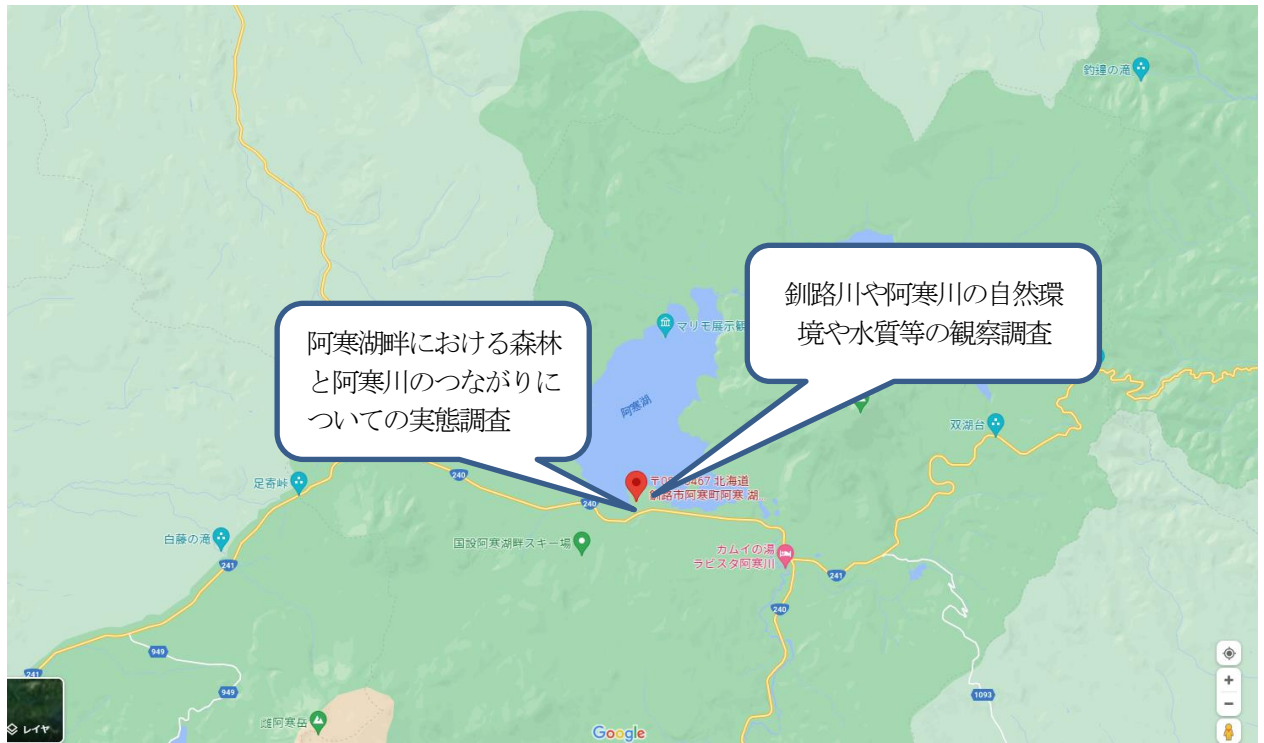 釣鐘の滝
釧路川や阿寒川の自然環
境や水質等の観察調査
マリモ展示観
阿寒湖畔における森林
と阿寒川のつながりに
ついての実態調査
阿寒湖
双湖台
足寄峠
240
北海道
釧路市阿寒町阿寒 湖...
240
白藤の滝
国設阿寒湖畔スキー場
カムイの湯
ラビスタ阿寒川
241
241
240
949
241
949
1093
レイヤ
雌阿寒岳
Google